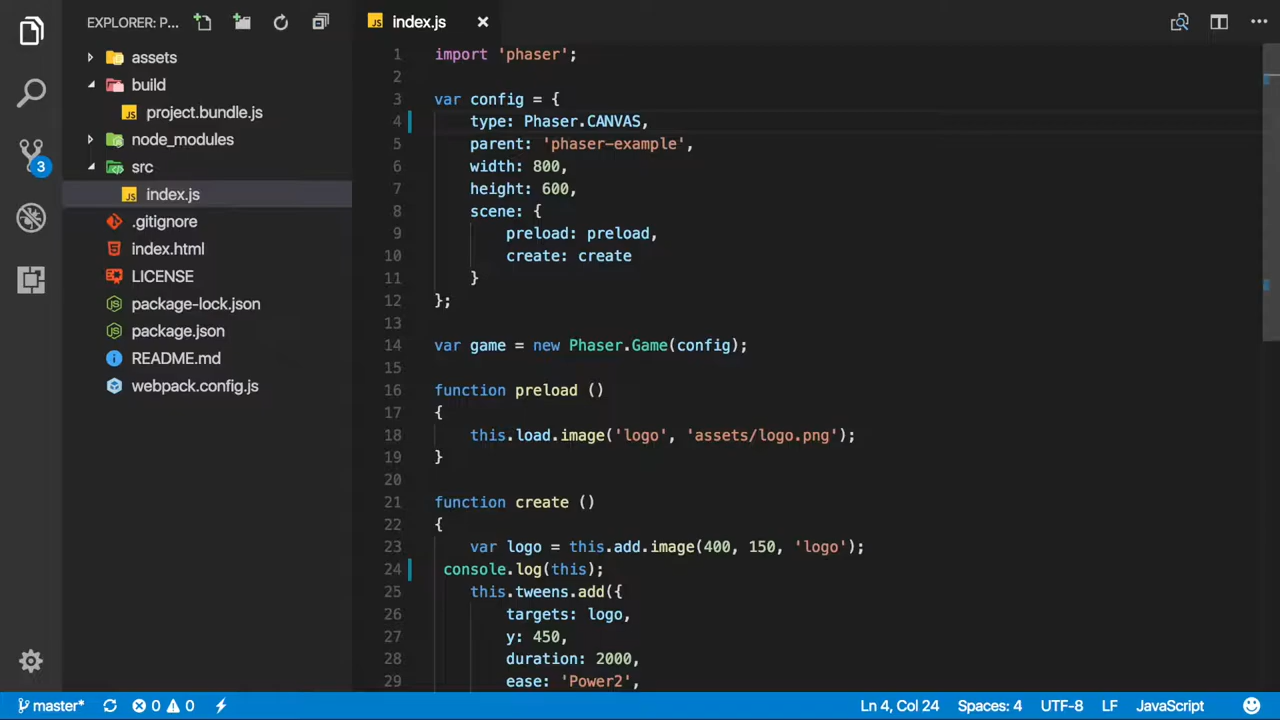 EXPLORER: P...
index.js
assets
build
project.bundle.js
node_modules
src
index.js
.gitignore
index.html
LICENSE
package-lock.json
package.json
README.md
webpack.config.js
3
1 import 'phaser';
2
3 var config = {
4 type: Phaser.CANVAS,
5 parent: 'phaser-example',
6 width: 800,
7 height: 600,
8 scene: {
9 preload: preload,
10 create: create
11 }
12 };
13
14 var game = new Phaser.Game(config);
15
16 function preload ()
17 {
18 this.load.image('logo', 'assets/logo.png');
19 }
20
21 function create ()
22 {
23 var logo = this.add.image(400, 150, 'logo');
24 console.log(this);
25 this.tweens.add({
26 targets: logo,
27 y: 450,
28 duration: 2000,
29 ease: 'Power2',
master* 0 0 Ln 4, Col 24 Spaces: 4 UTF-8 LF JavaScript